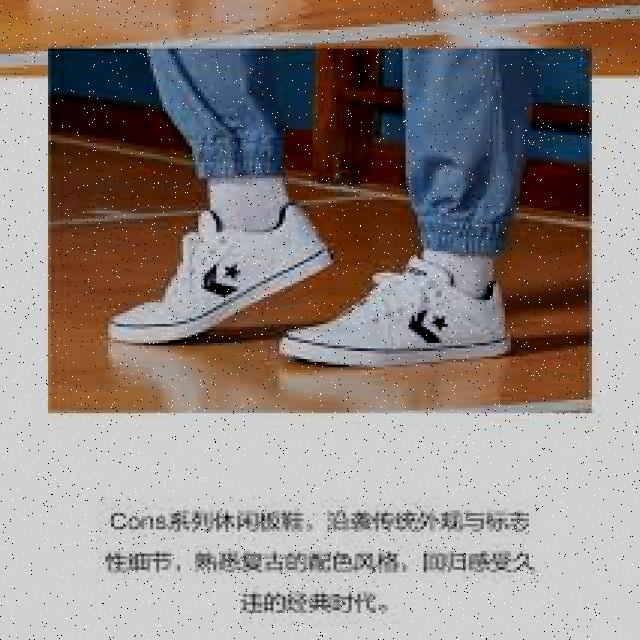 Cons系列休闲板鞋，沿袭传统外观与标志
性细节，熟悉复古的配色风格，回归感受久
违的经典时代。